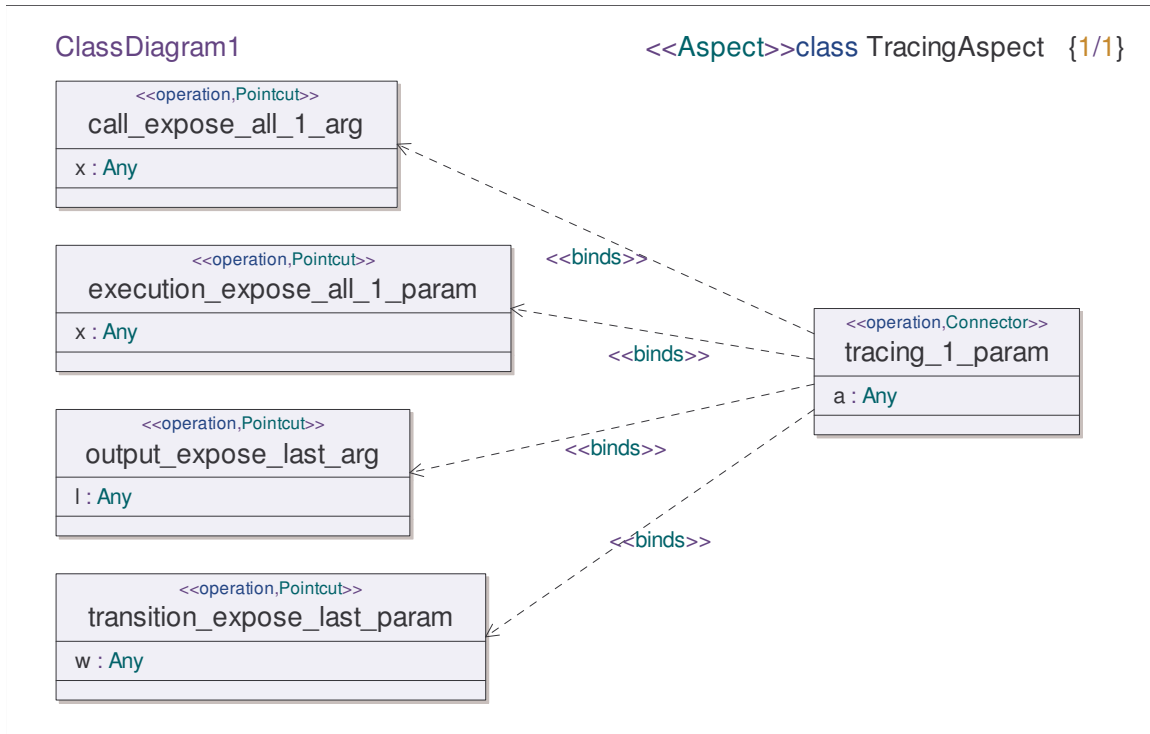 ClassDiagram1
<<Aspect>>class TracingAspect {1/1}
<<operation,Pointcut>>
call_expose_all_1_arg
x : Any
<<operation,Pointcut>>
execution_expose_all_1_param
x : Any
<<operation,Pointcut>>
output_expose_last_arg
l : Any
<<operation,Pointcut>>
transition_expose_last_param
w : Any
<<binds>>
<<binds>>
<<binds>>
<<binds>>
<<operation,Connector>>
tracing_1_param
a : Any